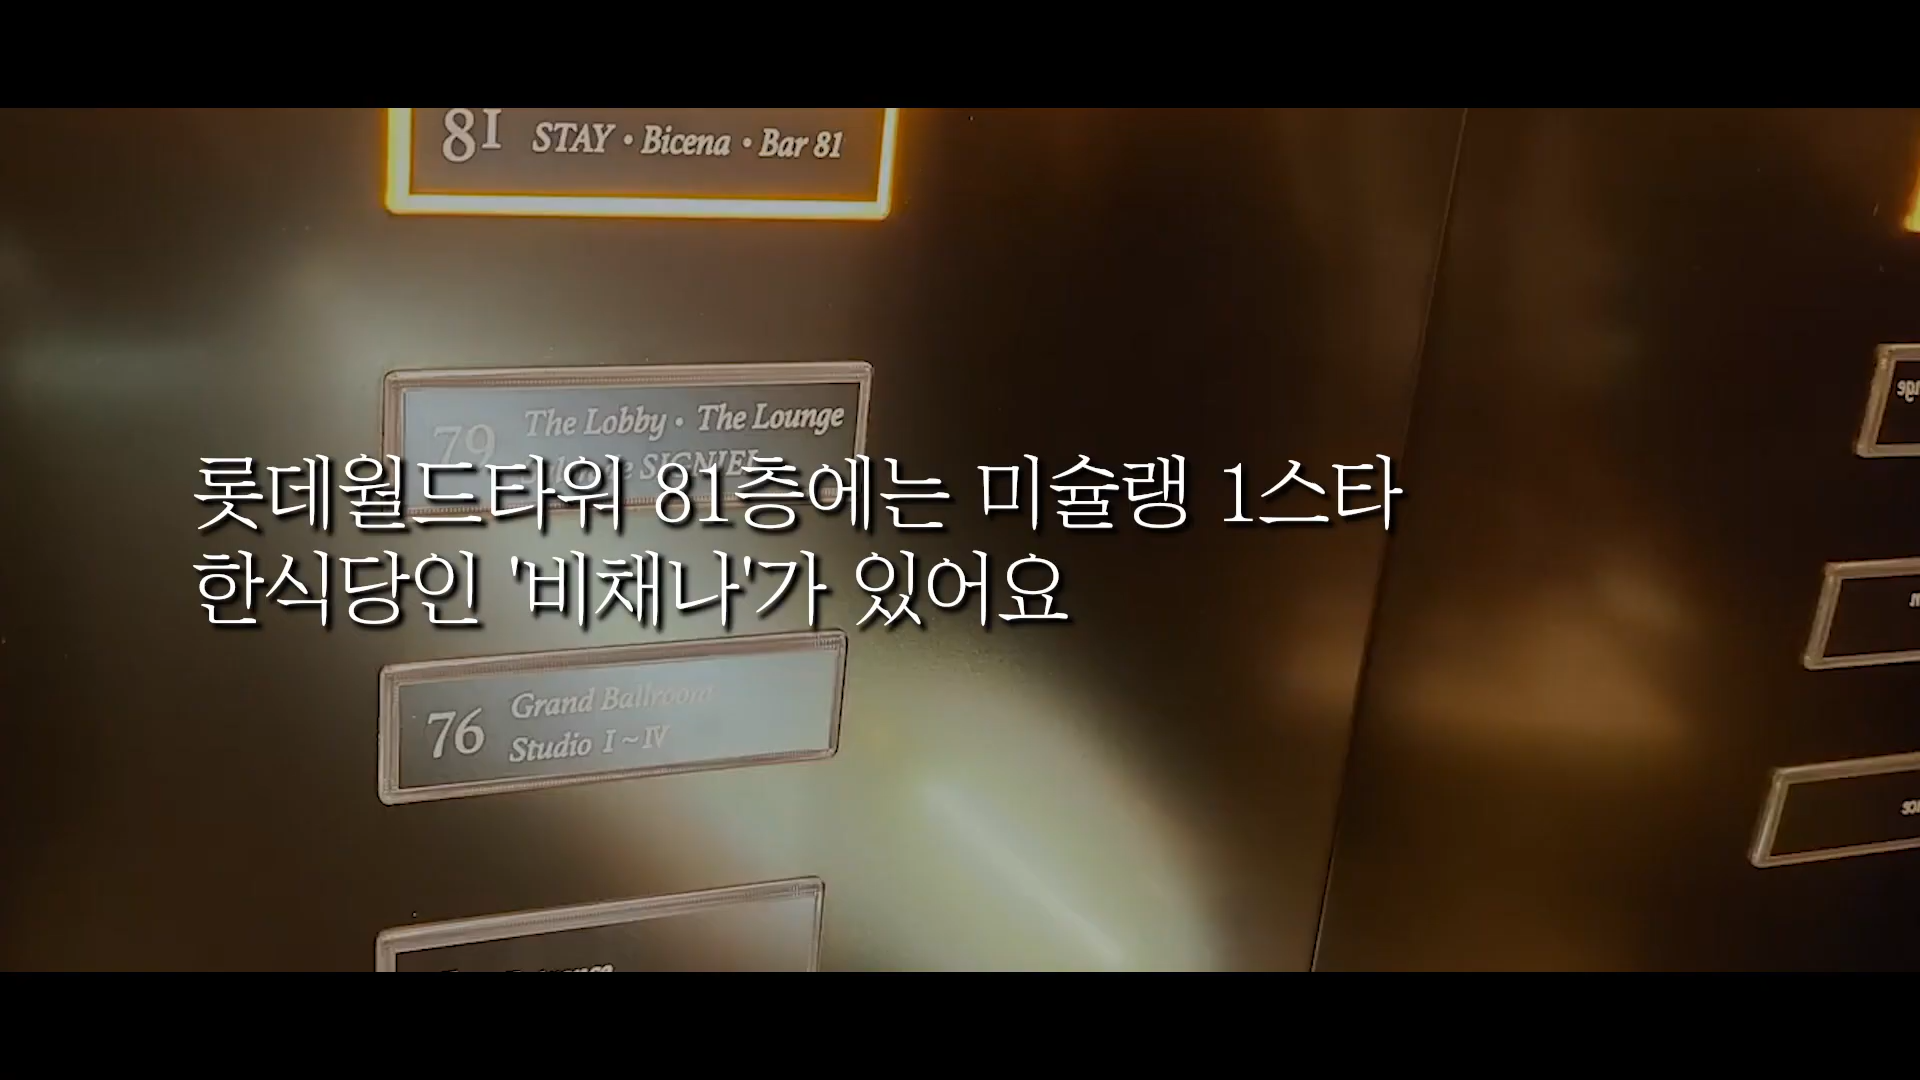 81 STAY • Bicena • Bar 81
79 The Lobby • The Lounge
SIGNIEL
롯데월드타워 81층에는 미슐랭 1스타
한식당인 '비채나'가 있어요
76 Grand Ballroom
Studio I ~ IV